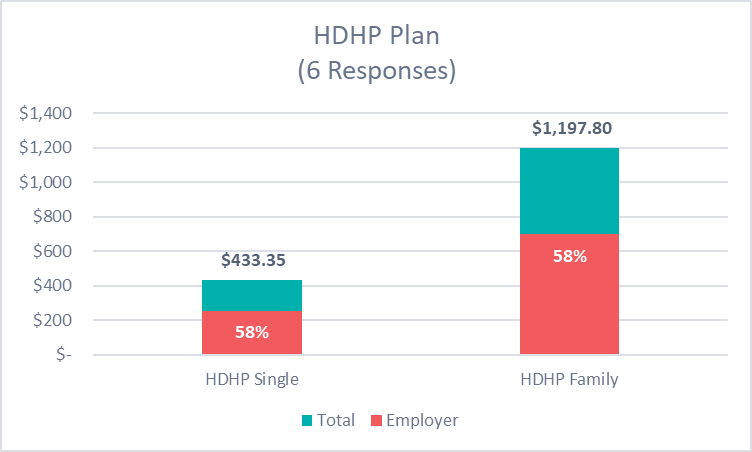 HDHP Plan
(6 Responses)
$1,400
$1,200
$1,000
$800
$600
$400
$200
$-
$433.35
58%
$1,197.80
58%
HDHP Single
HDHP Family
Total
Employer